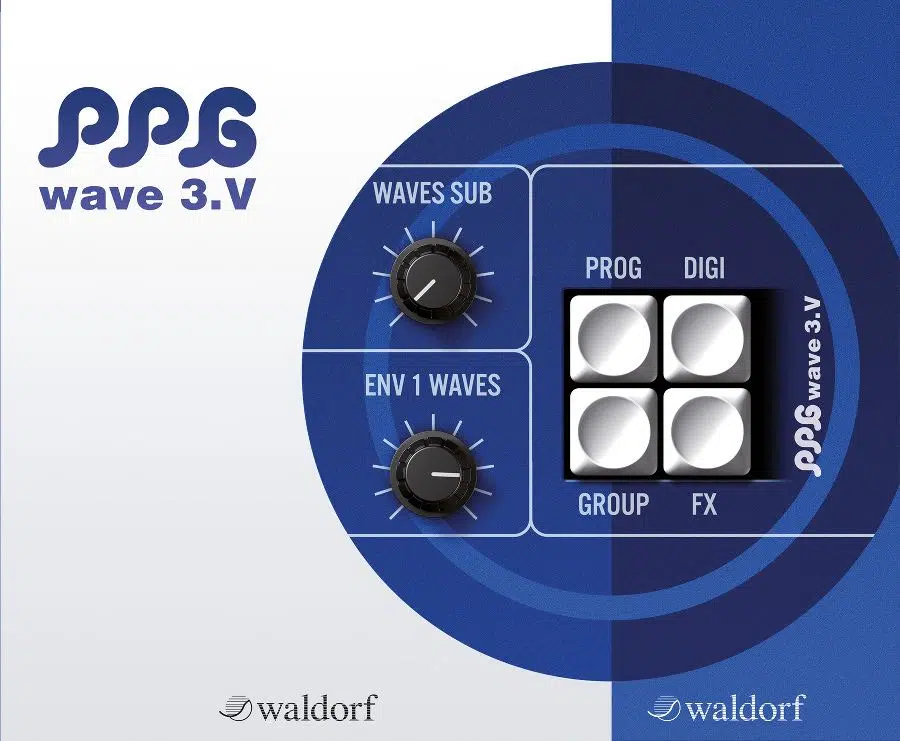 PPG
wave 3.V
WAVES SUB
PROG DIGI
ENV 1 WAVES
GROUP FX
PPG wave 3.V
waldorf
waldorf